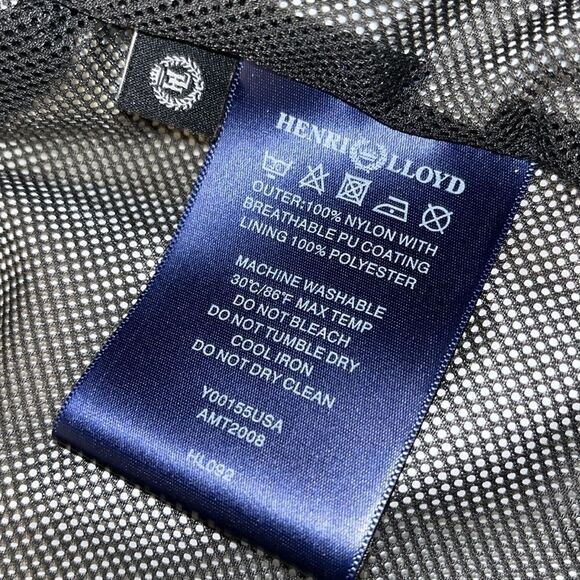 HENRI LLOYD
OUTER:100% NYLON WITH
BREATHABLE PU COATING
LINING 100% POLYESTER
MACHINE WASHABLE
30°C/86°F MAX TEMP
DO NOT BLEACH
DO NOT TUMBLE DRY
COOL IRON
DO NOT DRY CLEAN
Y00155USA
AMT2008
HL092